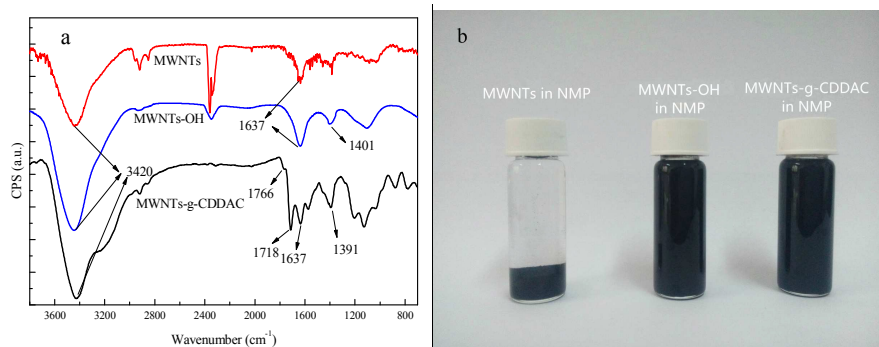 a
MWNTs
MWNTs-OH
1637
1401
3420
1766
MWNTs-g-CDDAC
1718
1637
1391
CPS (a.u.)
3600 3200 2800 2400 2000 1600 1200 800
Wavenumber (cm-1)
b
MWNTs in NMP
MWNTs-OH
in NMP
MWNTs-g-CDDAC
in NMP